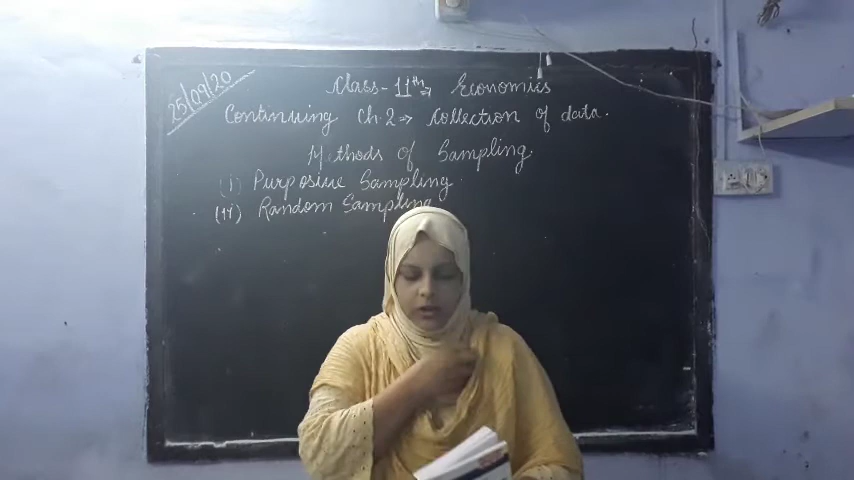 25/09/20
Class - 11th ⇒ Economics
Continuing Ch. 2 ⇒ Collection of data.
Methods of Sampling.
(i) Purposive Sampling.
(ii) Random Sampling